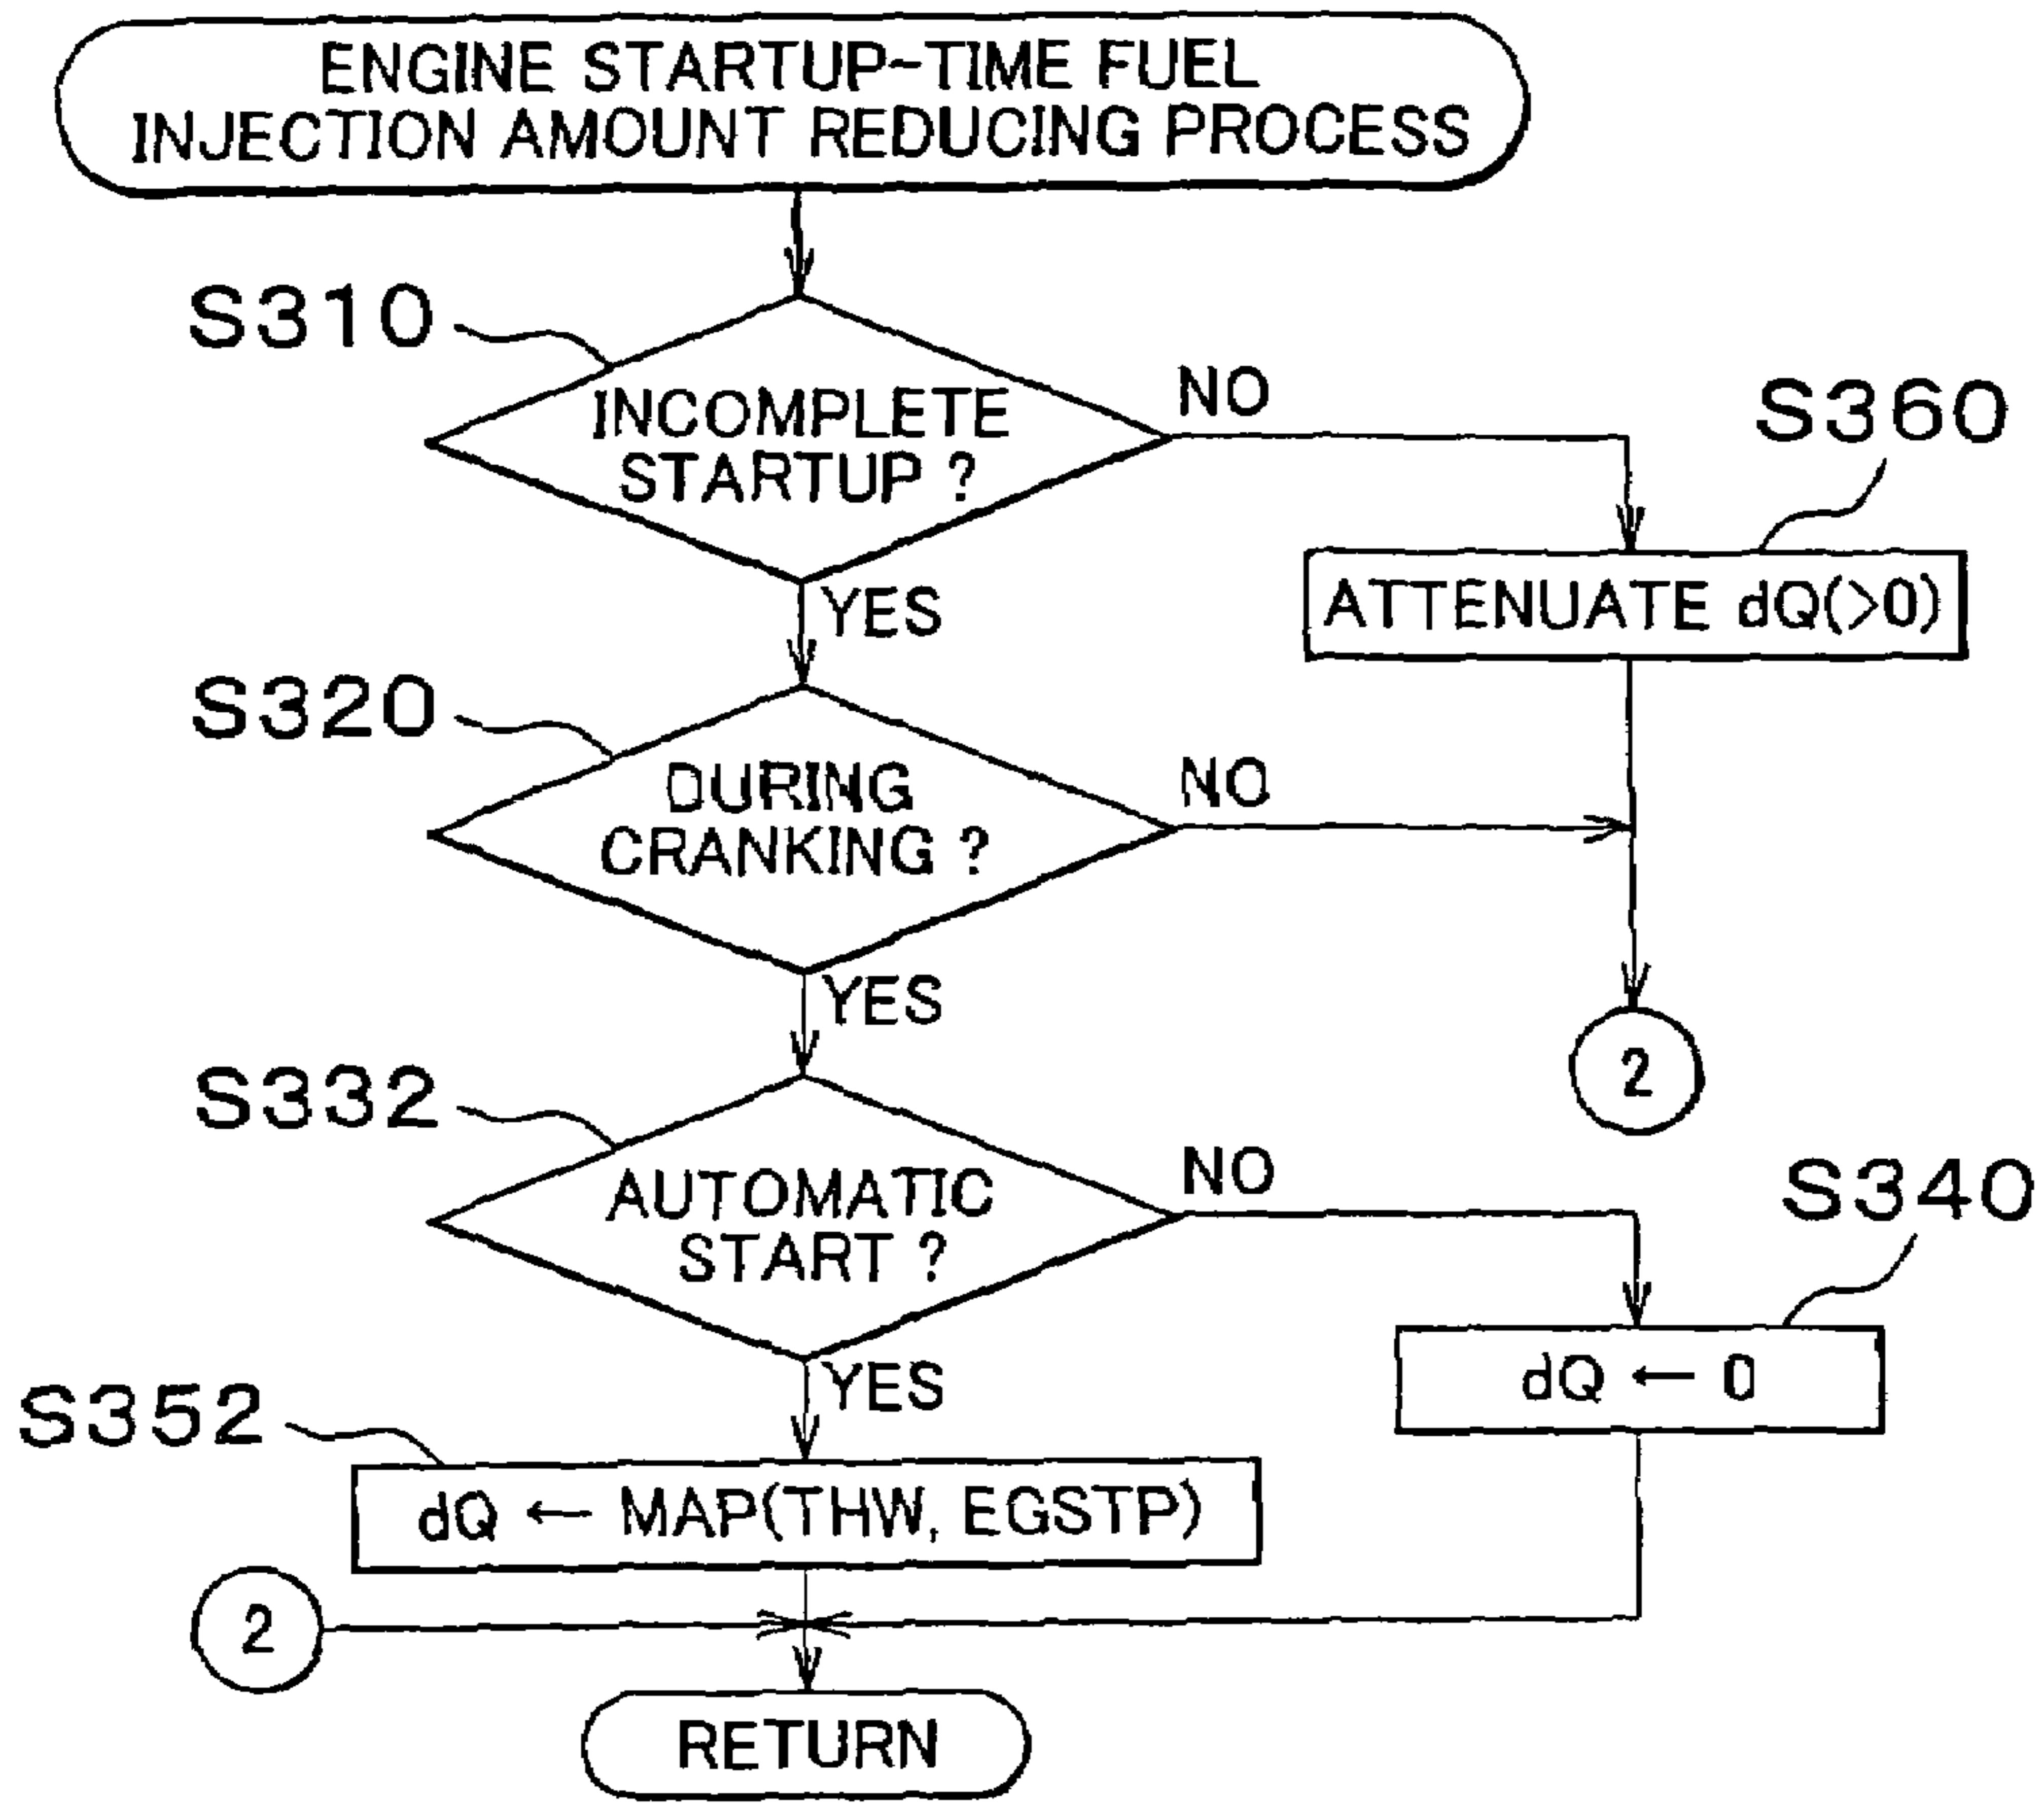 ENGINE STARTUP-TIME FUEL
INJECTION AMOUNT REDUCING PROCESS
S310
INCOMPLETE
STARTUP ?
NO
S360
ATTENUATE dQ(>0)
YES
S320
DURING
CRANKING ?
NO
YES
2
S332
AUTOMATIC
START ?
NO
S340
dQ ← 0
YES
S352
dQ ← MAP(THW, EGSTP)
2
RETURN